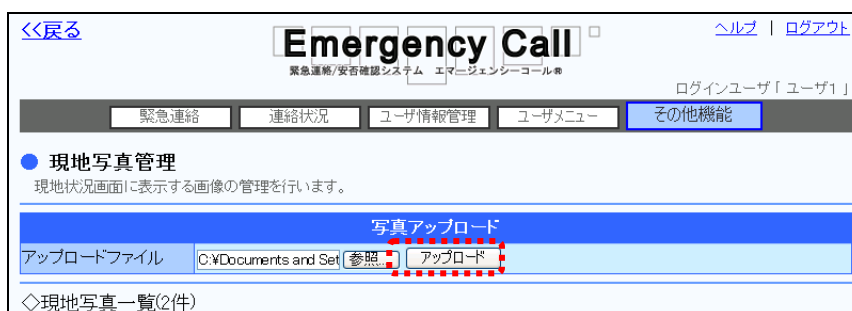 <<戻る
ヘルプ | ログアウト
Emergency Call
緊急連絡/安否確認システム エマージェンシーコール®
ログインユーザ「 ユーザ1 」
緊急連絡 連絡状況 ユーザ情報管理 ユーザメニュー その他機能
● 現地写真管理
現地状況画面に表示する画像の管理を行います。
写真アップロード
アップロードファイル C:¥Documents and Set 参照... アップロード
◇現地写真一覧(2件)